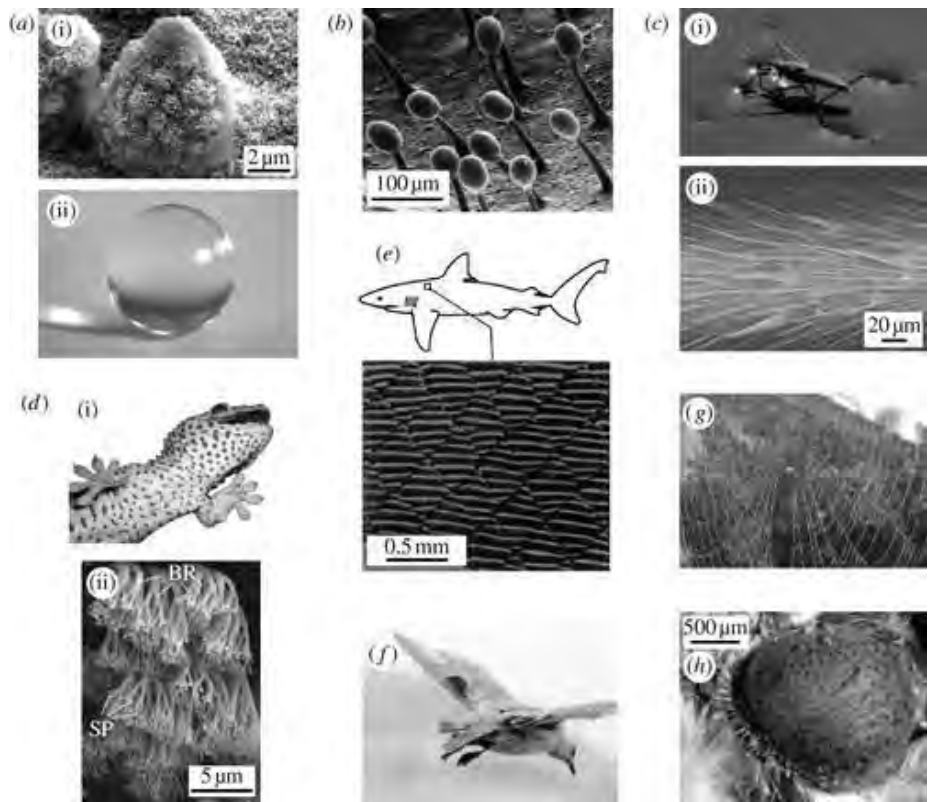 (a)
(i)
2 µm
(ii)
(b)
100 µm
(c)
(i)
(ii)
20 µm
(d)
(i)
(ii)
BR
SP
5 µm
(e)
0.5 mm
(f)
(g)
500 µm
(h)